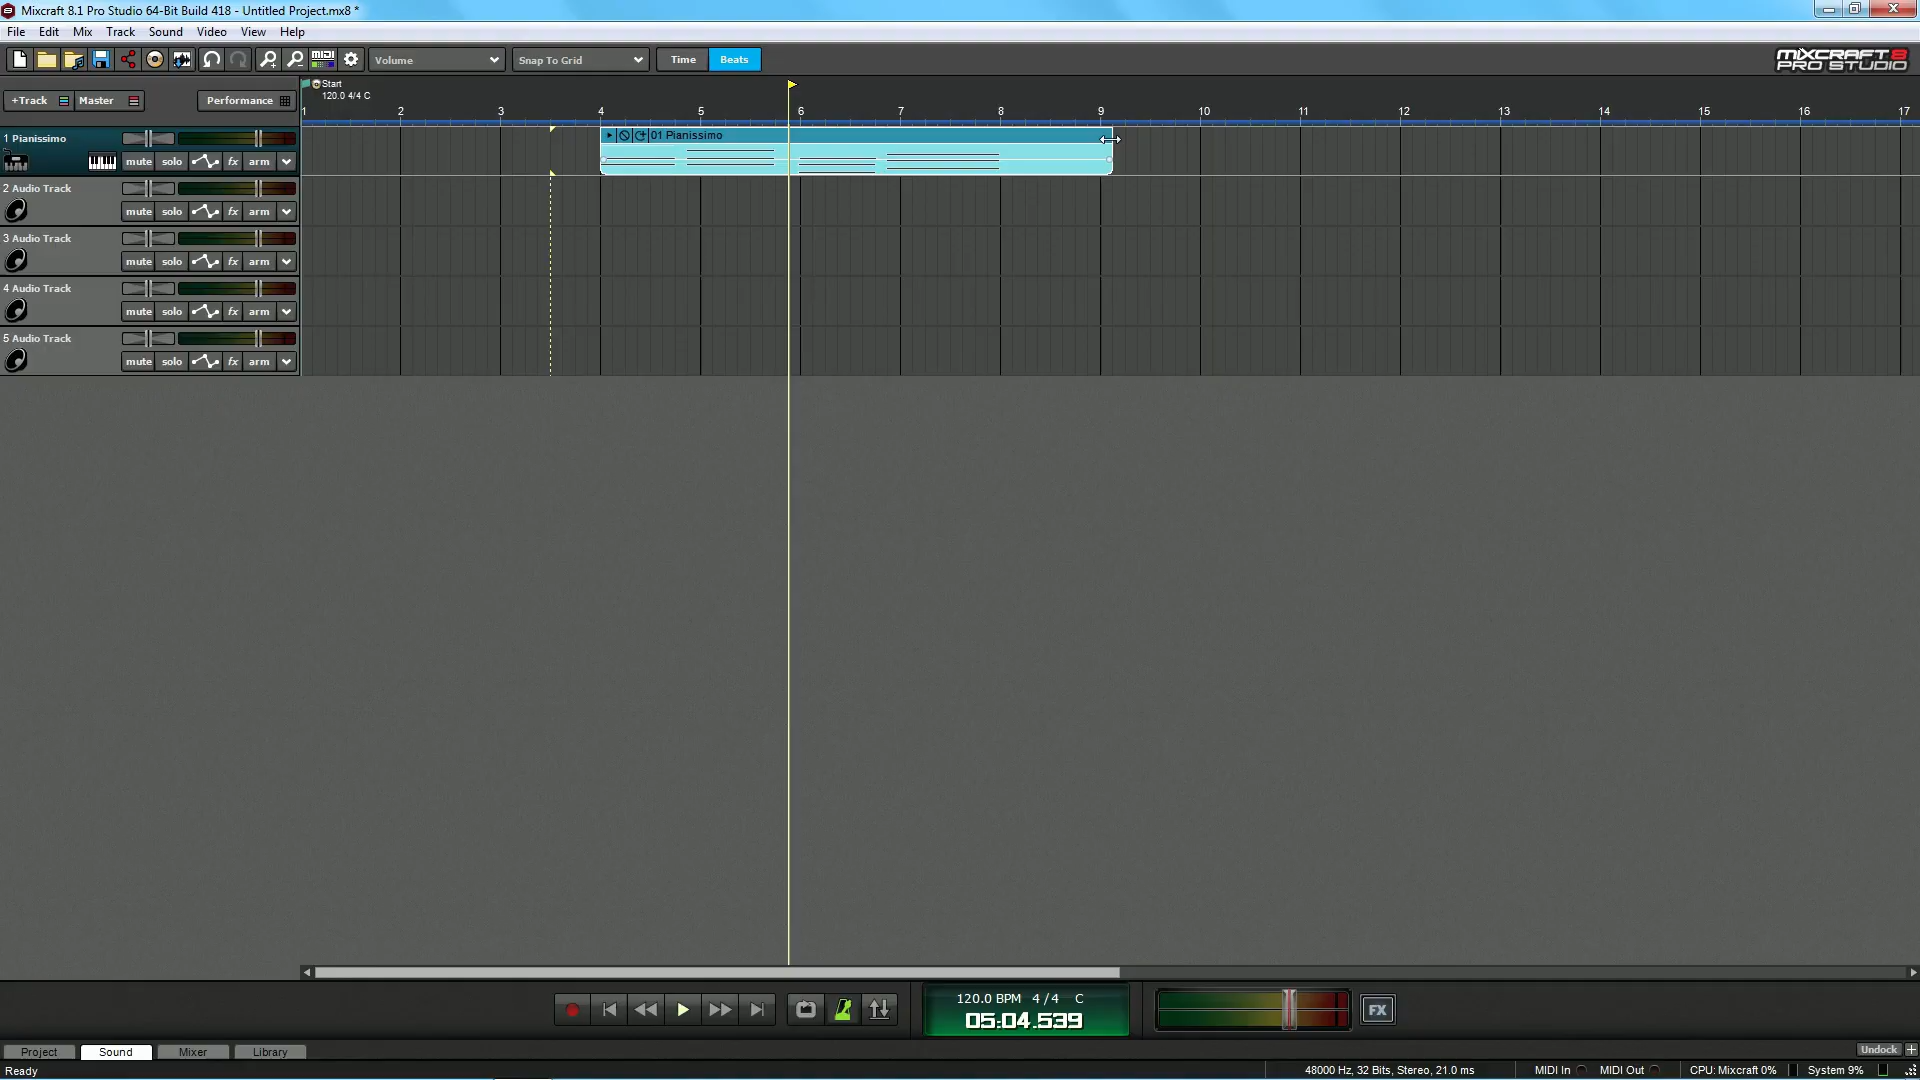 Mixcraft 8.1 Pro Studio 64-Bit Build 418 - Untitled Project.mx8 *
File Edit Mix Track Sound Video View Help
Volume Snap To Grid Time Beats MIXCRAFT 8 PRO STUDIO
MIDI
Start
120.0 4/4 C
+Track Master Performance
1 2 3 4 5 6 7 8 9 10 11 12 13 14 15 16 17
1 Pianissimo
mute solo fx arm
01 Pianissimo
2 Audio Track
mute solo fx arm
3 Audio Track
mute solo fx arm
4 Audio Track
mute solo fx arm
5 Audio Track
mute solo fx arm
120.0 BPM 4/4 C
05:04.539
FX
Project Sound Mixer Library Undock
Ready 48000 Hz, 32 Bits, Stereo, 21.0 ms MIDI In MIDI Out CPU: Mixcraft 0% System 9%